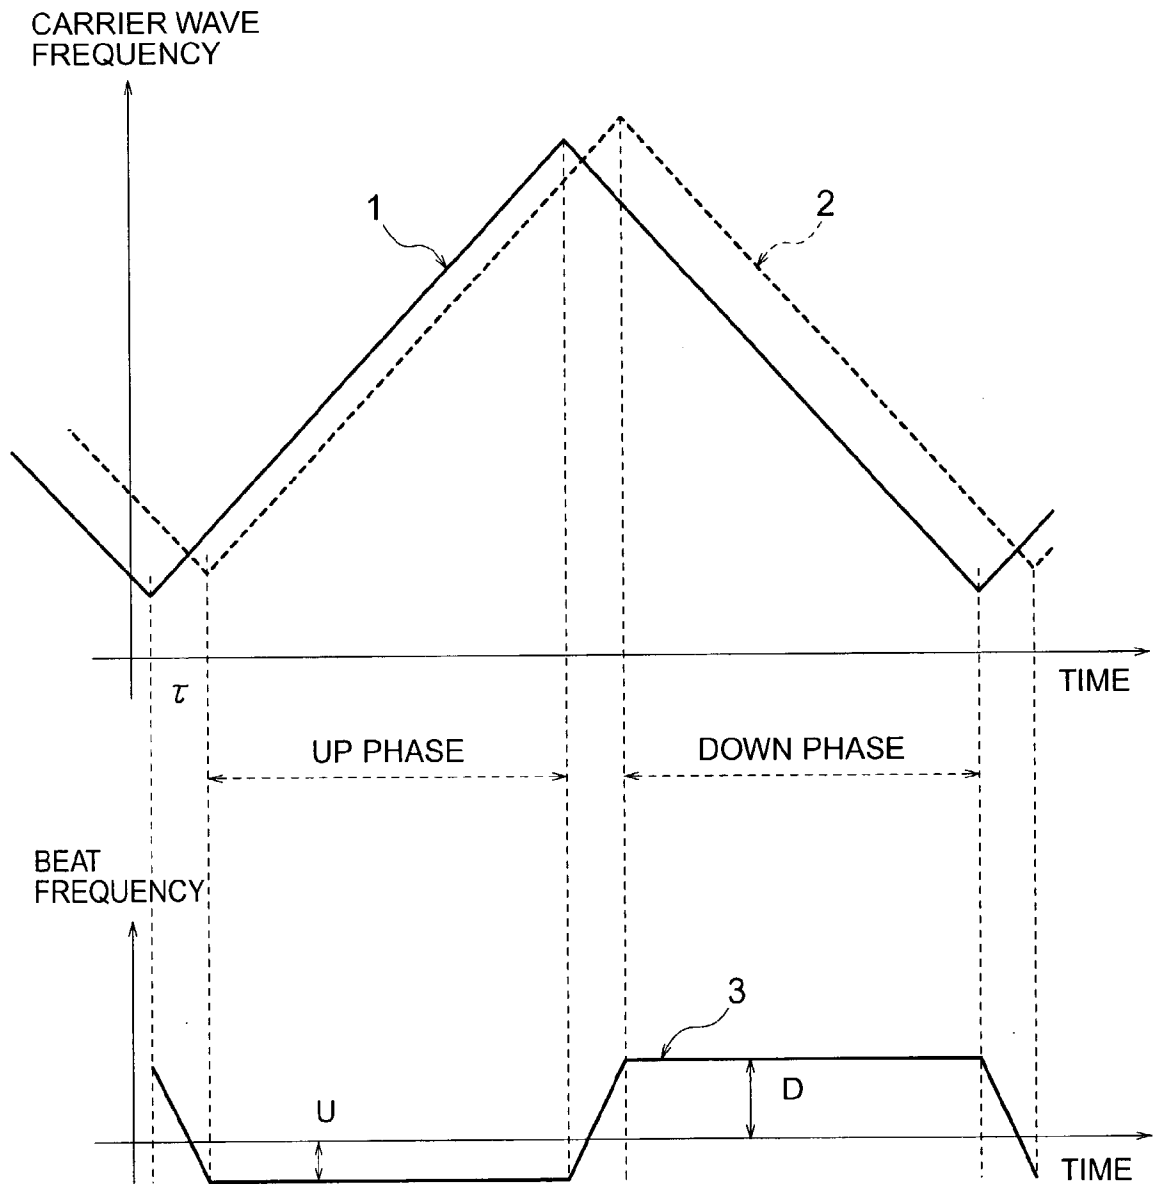 CARRIER WAVE
FREQUENCY
1
2
TIME
τ
UP PHASE
DOWN PHASE
BEAT
FREQUENCY
3
U
D
TIME